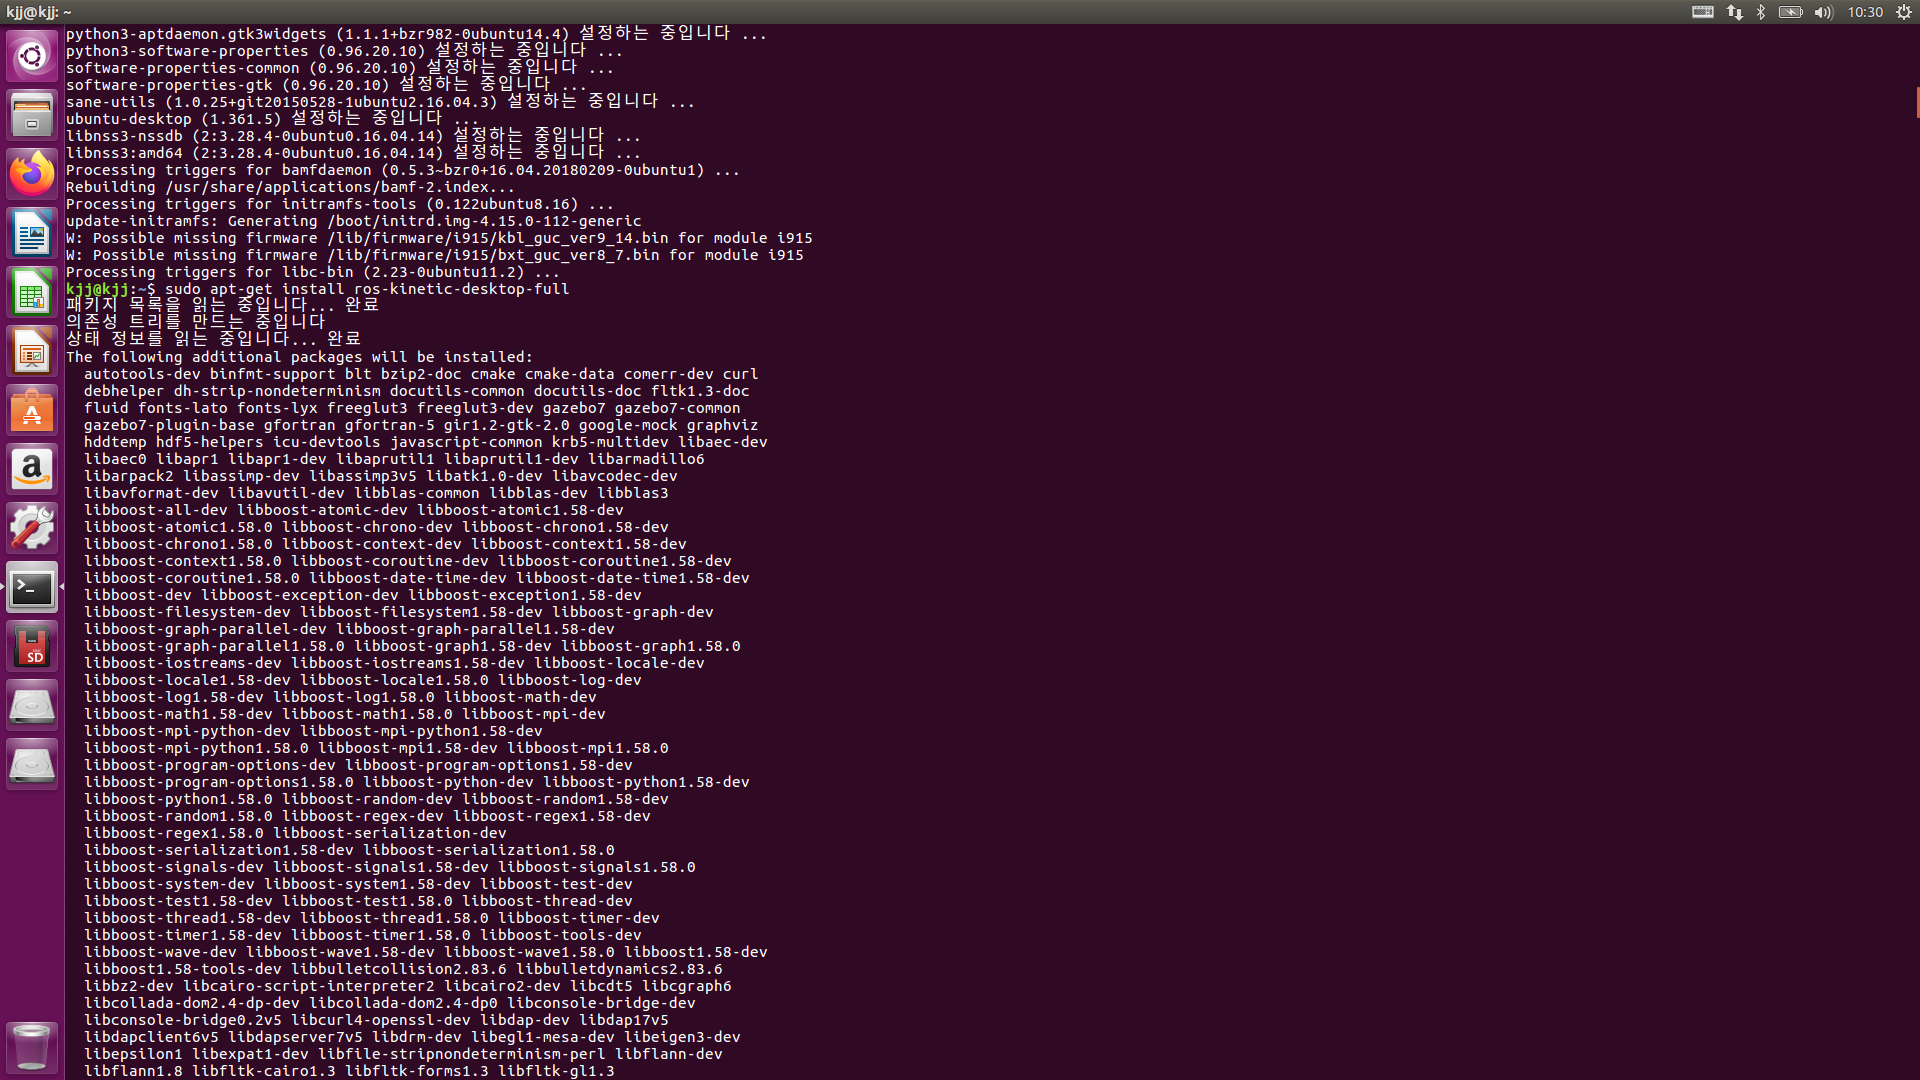 kjj@kjj: ~
10:30
python3-aptdaemon.gtk3widgets (1.1.1+bzr982-0ubuntu14.4) 설정하는 중입니다 ...
python3-software-properties (0.96.20.10) 설정하는 중입니다 ...
software-properties-common (0.96.20.10) 설정하는 중입니다 ...
software-properties-gtk (0.96.20.10) 설정하는 중입니다 ...
sane-utils (1.0.25+git20150528-1ubuntu2.16.04.3) 설정하는 중입니다 ...
ubuntu-desktop (1.361.5) 설정하는 중입니다 ...
libnss3-nssdb (2:3.28.4-0ubuntu0.16.04.14) 설정하는 중입니다 ...
libnss3:amd64 (2:3.28.4-0ubuntu0.16.04.14) 설정하는 중입니다 ...
Processing triggers for bamfdaemon (0.5.3~bzr0+16.04.20180209-0ubuntu1) ...
Rebuilding /usr/share/applications/bamf-2.index...
Processing triggers for initramfs-tools (0.122ubuntu8.16) ...
update-initramfs: Generating /boot/initrd.img-4.15.0-112-generic
W: Possible missing firmware /lib/firmware/i915/kbl_guc_ver9_14.bin for module i915
W: Possible missing firmware /lib/firmware/i915/bxt_guc_ver8_7.bin for module i915
Processing triggers for libc-bin (2.23-0ubuntu11.2) ...
kjj@kjj:~$ sudo apt-get install ros-kinetic-desktop-full
패키지 목록을 읽는 중입니다... 완료
의존성 트리를 만드는 중입니다
상태 정보를 읽는 중입니다... 완료
The following additional packages will be installed:
autotools-dev binfmt-support blt bzip2-doc cmake cmake-data comerr-dev curl
debhelper dh-strip-nondeterminism docutils-common docutils-doc fltk1.3-doc
fluid fonts-lato fonts-lyx freeglut3 freeglut3-dev gazebo7 gazebo7-common
gazebo7-plugin-base gfortran gfortran-5 gir1.2-gtk-2.0 google-mock graphviz
hddtemp hdf5-helpers icu-devtools javascript-common krb5-multidev libaec-dev
libaec0 libapr1 libapr1-dev libaprutil1 libaprutil1-dev libarmadillo6
libarpack2 libassimp-dev libassimp3v5 libatk1.0-dev libavcodec-dev
libavformat-dev libavutil-dev libblas-common libblas-dev libblas3
libboost-all-dev libboost-atomic-dev libboost-atomic1.58-dev
libboost-atomic1.58.0 libboost-chrono-dev libboost-chrono1.58-dev
libboost-chrono1.58.0 libboost-context-dev libboost-context1.58-dev
libboost-context1.58.0 libboost-coroutine-dev libboost-coroutine1.58-dev
libboost-coroutine1.58.0 libboost-date-time-dev libboost-date-time1.58-dev
libboost-dev libboost-exception-dev libboost-exception1.58-dev
libboost-filesystem-dev libboost-filesystem1.58-dev libboost-graph-dev
libboost-graph-parallel-dev libboost-graph-parallel1.58-dev
libboost-graph-parallel1.58.0 libboost-graph1.58-dev libboost-graph1.58.0
libboost-iostreams-dev libboost-iostreams1.58-dev libboost-locale-dev
libboost-locale1.58-dev libboost-locale1.58.0 libboost-log-dev
libboost-log1.58-dev libboost-log1.58.0 libboost-math-dev
libboost-math1.58-dev libboost-math1.58.0 libboost-mpi-dev
libboost-mpi-python-dev libboost-mpi-python1.58-dev
libboost-mpi-python1.58.0 libboost-mpi1.58-dev libboost-mpi1.58.0
libboost-program-options-dev libboost-program-options1.58-dev
libboost-program-options1.58.0 libboost-python-dev libboost-python1.58-dev
libboost-python1.58.0 libboost-random-dev libboost-random1.58-dev
libboost-random1.58.0 libboost-regex-dev libboost-regex1.58-dev
libboost-regex1.58.0 libboost-serialization-dev
libboost-serialization1.58-dev libboost-serialization1.58.0
libboost-signals-dev libboost-signals1.58-dev libboost-signals1.58.0
libboost-system-dev libboost-system1.58-dev libboost-test-dev
libboost-test1.58-dev libboost-test1.58.0 libboost-thread-dev
libboost-thread1.58-dev libboost-thread1.58.0 libboost-timer-dev
libboost-timer1.58-dev libboost-timer1.58.0 libboost-tools-dev
libboost-wave-dev libboost-wave1.58-dev libboost-wave1.58.0 libboost1.58-dev
libboost1.58-tools-dev libbulletcollision2.83.6 libbulletdynamics2.83.6
libbz2-dev libcairo-script-interpreter2 libcairo2-dev libcdt5 libcgraph6
libcollada-dom2.4-dp-dev libcollada-dom2.4-dp0 libconsole-bridge-dev
libconsole-bridge0.2v5 libcurl4-openssl-dev libdap-dev libdap17v5
libdapclient6v5 libdapserver7v5 libdrm-dev libegl1-mesa-dev libeigen3-dev
libepsilon1 libexpat1-dev libfile-stripnondeterminism-perl libflann-dev
libflann1.8 libfltk-cairo1.3 libfltk-forms1.3 libfltk-gl1.3
SD